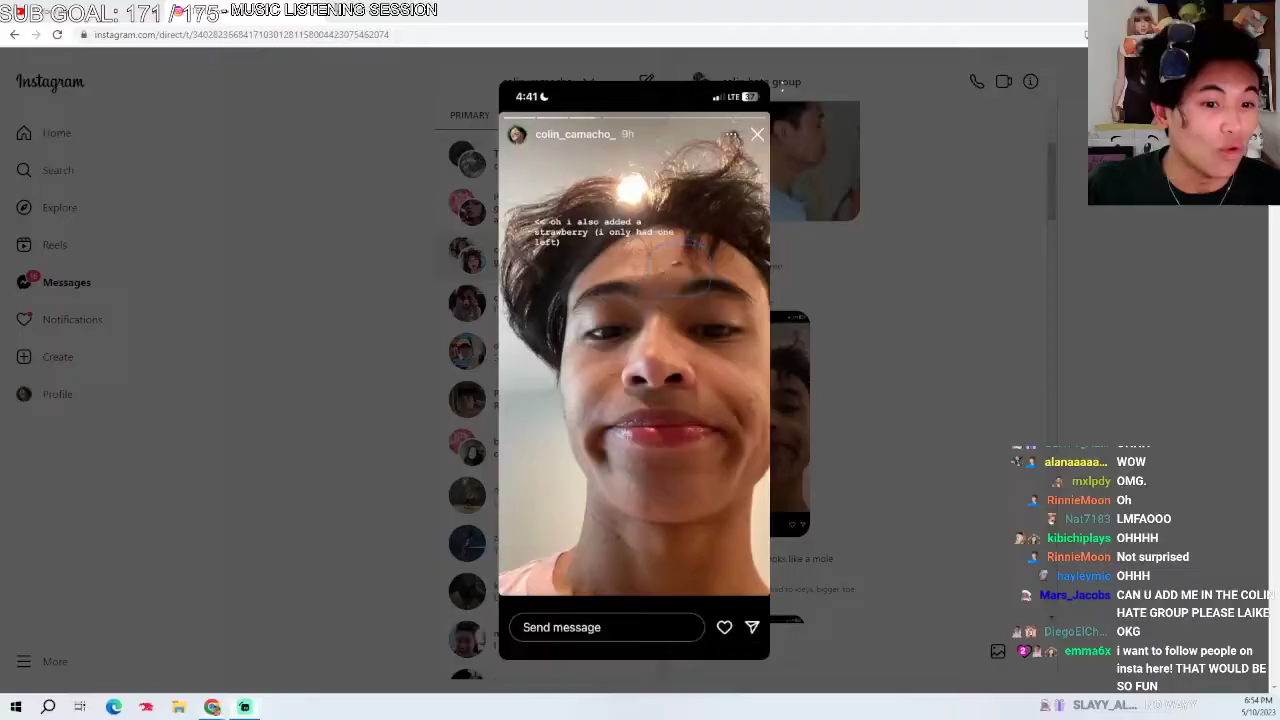 SUB GOAL: 171 / 175
MUSIC LISTENING SESSION
instagram.com/direct/t/340282366841710301281158004423075462074
Instagram
Home
Search
Explore
Reels
Messages
Notifications
Create
Profile
More
PRIMARY
4:41
LTE 37
colin_camacho_ 9h
<< oh i also added a
strawberry (i only had one
left)
Send message
looks like a mole
alanaaaaa... WOW
mxlpdy OMG.
RinnieMoon Oh
Nat7183 LMFAOOO
kibichiplays OHHHH
RinnieMoon Not surprised
hayleymic OHHH
Mars_Jacobs CAN U ADD ME IN THE COLIN
HATE GROUP PLEASE LAIKE
DiegoElCh... OKG
emma6x i want to follow people on
insta here! THAT WOULD BE
SO FUN
SLAYY_AL...
6:54 PM
5/10/2023